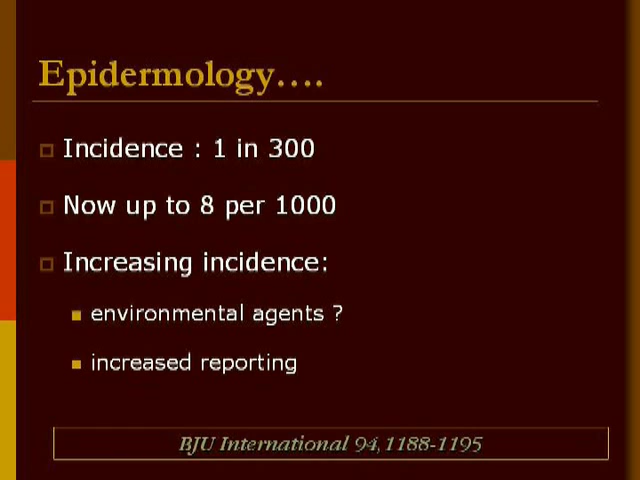 Epidermology….
Incidence : 1 in 300
Now up to 8 per 1000
Increasing incidence:
environmental agents ?
increased reporting
BJU International 94,1188-1195